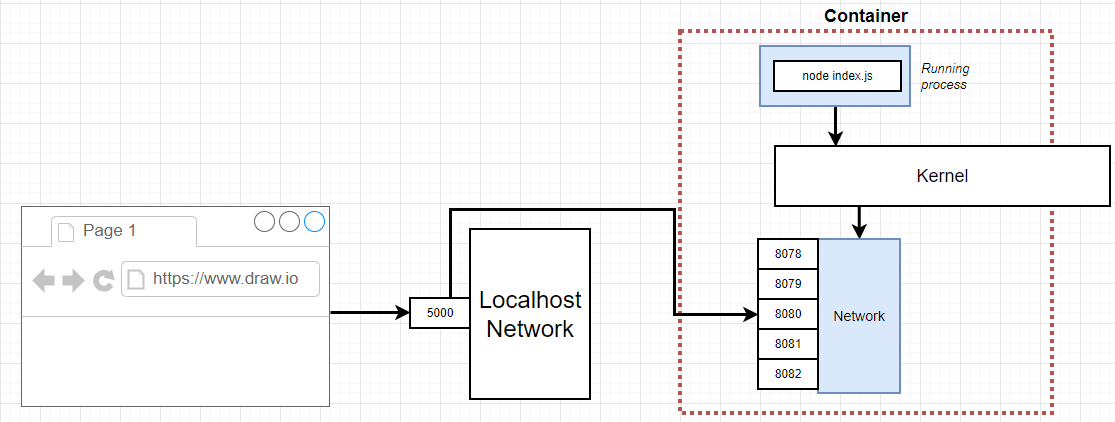 Container
node index.js
Running
process
Kernel
Page 1
https://www.draw.io
5000
Localhost
Network
8078
8079
8080
8081
8082
Network